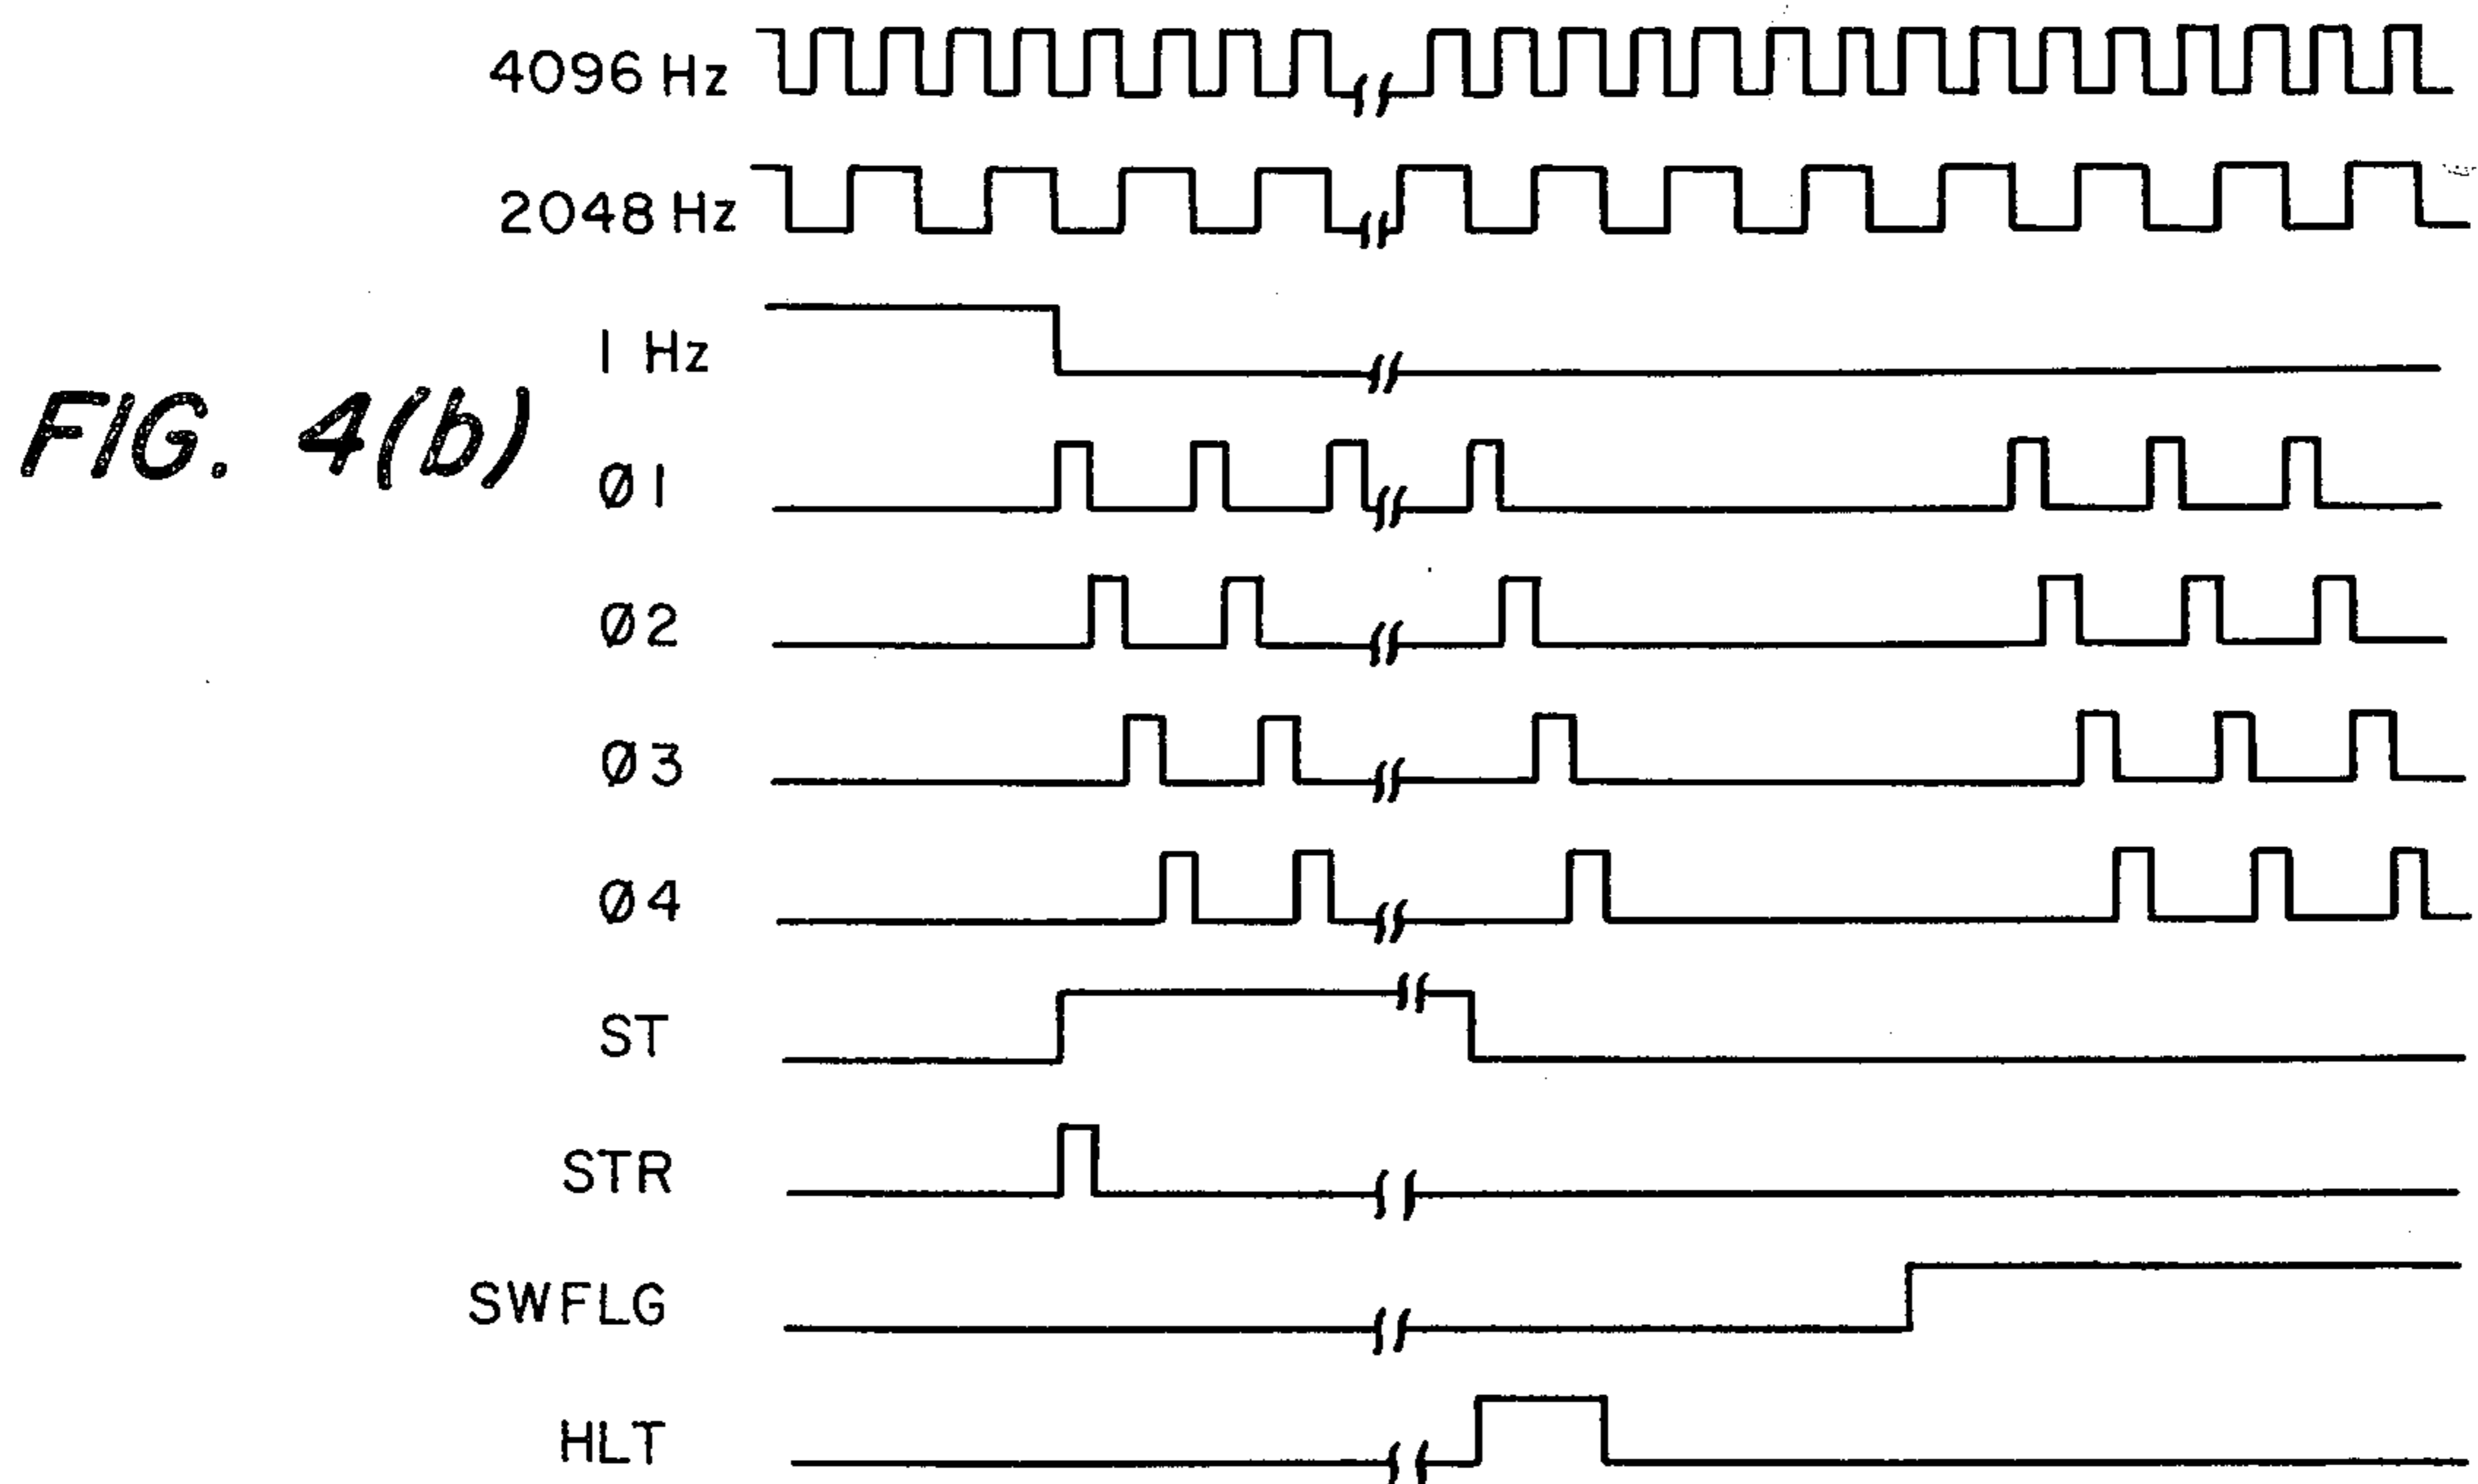 4096 Hz
2048 Hz
1 Hz
FIG. 4(b)
Ø1
Ø2
Ø3
Ø4
ST
STR
SWFLG
HLT